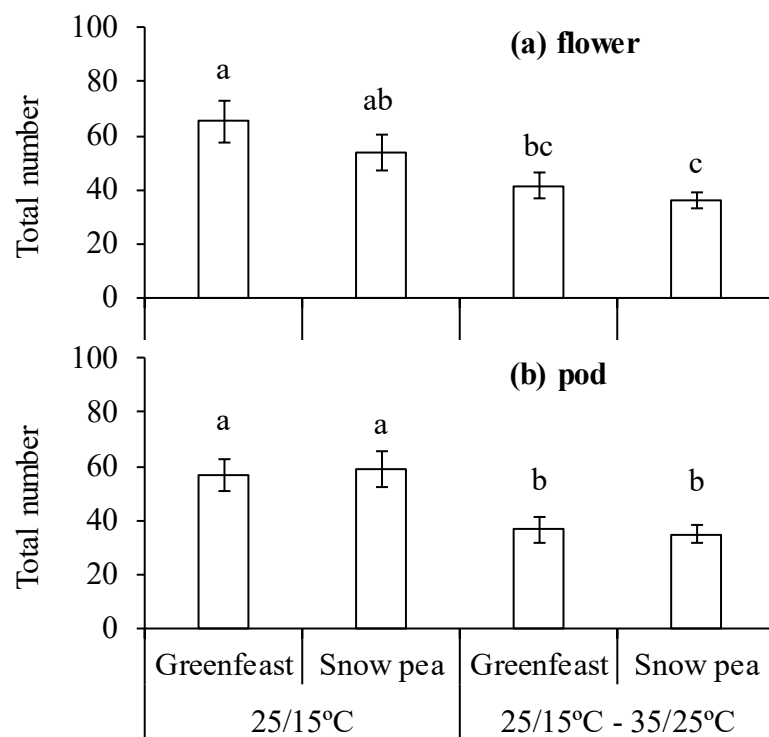 100
(a) flower
80
a
ab
60
bc
c
40
20
0
Total number
100
(b) pod
80
a
a
60
b
b
40
20
0
Total number
Greenfeast Snow pea Greenfeast Snow pea
25/15ºC 25/15ºC - 35/25ºC